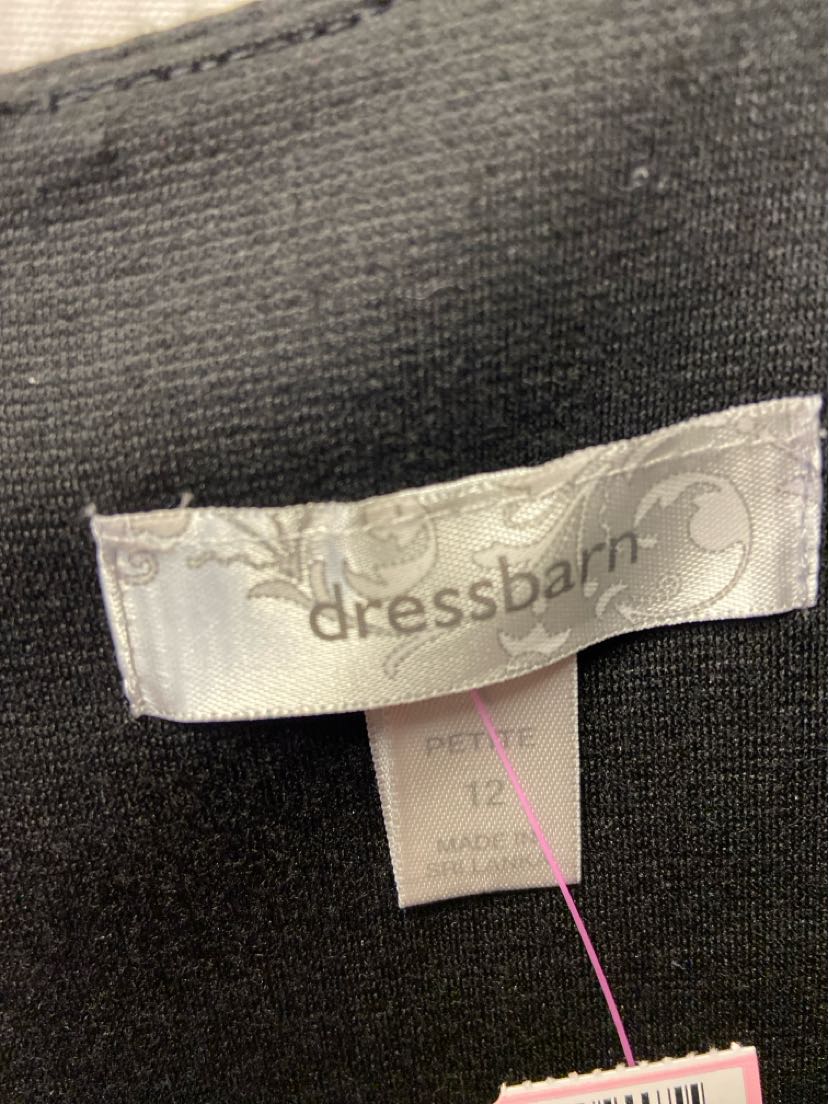 dressbarn
PETITE
12
MADE IN
SRI LANKA